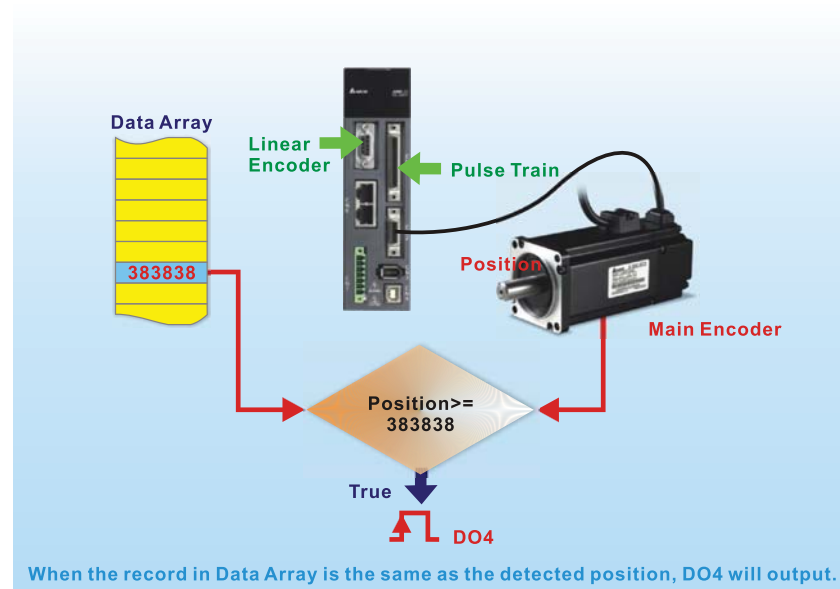 Data Array
Linear
Encoder
Pulse Train
383838
Position
Main Encoder
Position>=
383838
True
DO4
When the record in Data Array is the same as the detected position, DO4 will output.